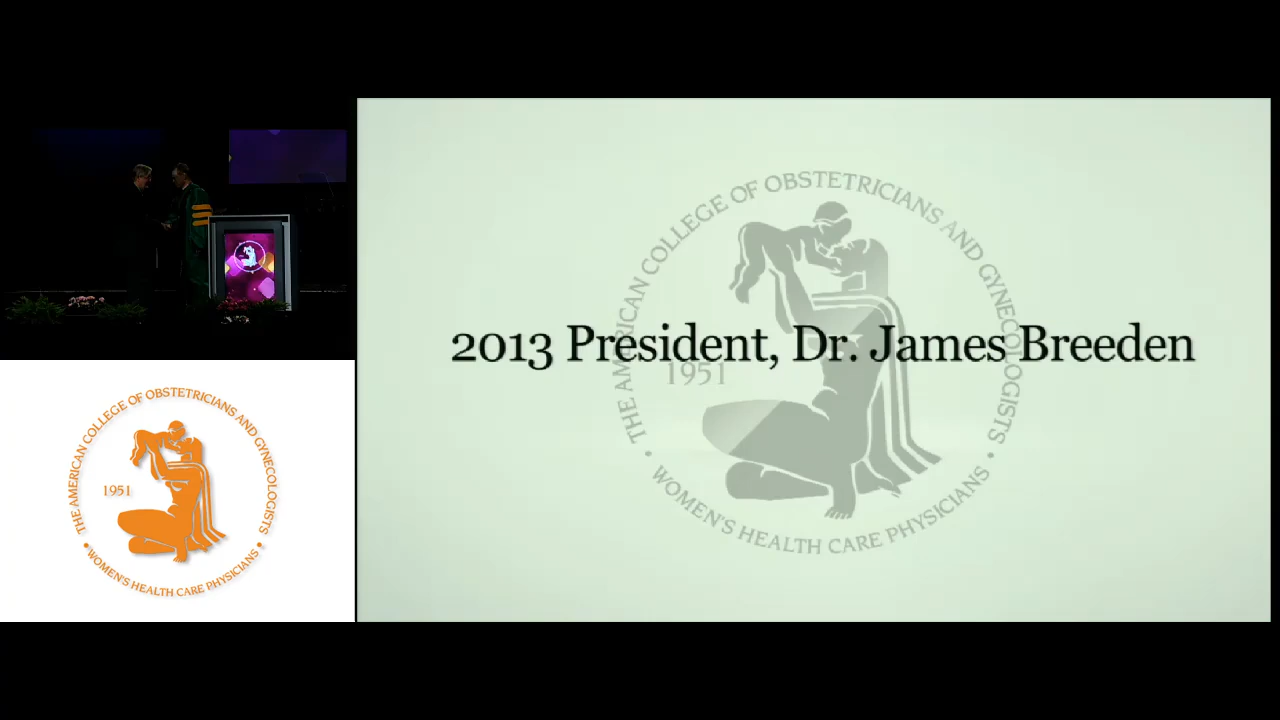 2013 President, Dr. James Breeden
THE AMERICAN COLLEGE OF OBSTETRICIANS AND GYNECOLOGISTS
1951
• WOMEN'S HEALTH CARE PHYSICIANS •
THE AMERICAN COLLEGE OF OBSTETRICIANS AND GYNECOLOGISTS
1951
• WOMEN'S HEALTH CARE PHYSICIANS •